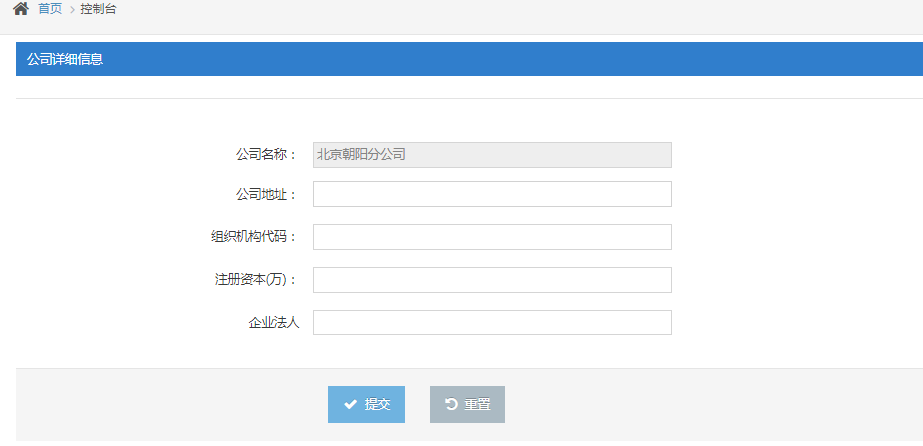 首页 > 控制台
公司详细信息
公司名称： 北京朝阳分公司
公司地址：
组织机构代码：
注册资本(万)：
企业法人
提交 重置